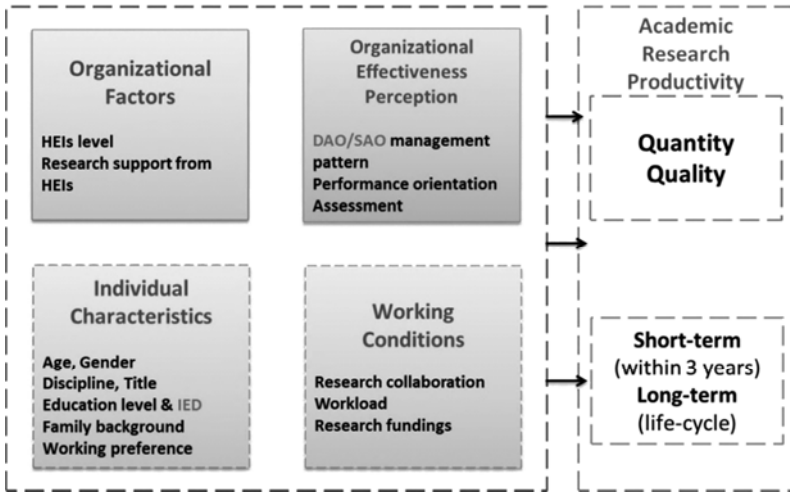 Organizational
Factors
HEIs level
Research support from
HEIs
Organizational
Effectiveness
Perception
DAO/SAO management
pattern
Performance orientation
Assessment
Individual
Characteristics
Age, Gender
Discipline, Title
Education level & IED
Family background
Working preference
Working
Conditions
Research collaboration
Workload
Research fundings
Academic
Research
Productivity
Quantity
Quality
Short-term
(within 3 years)
Long-term
(life-cycle)